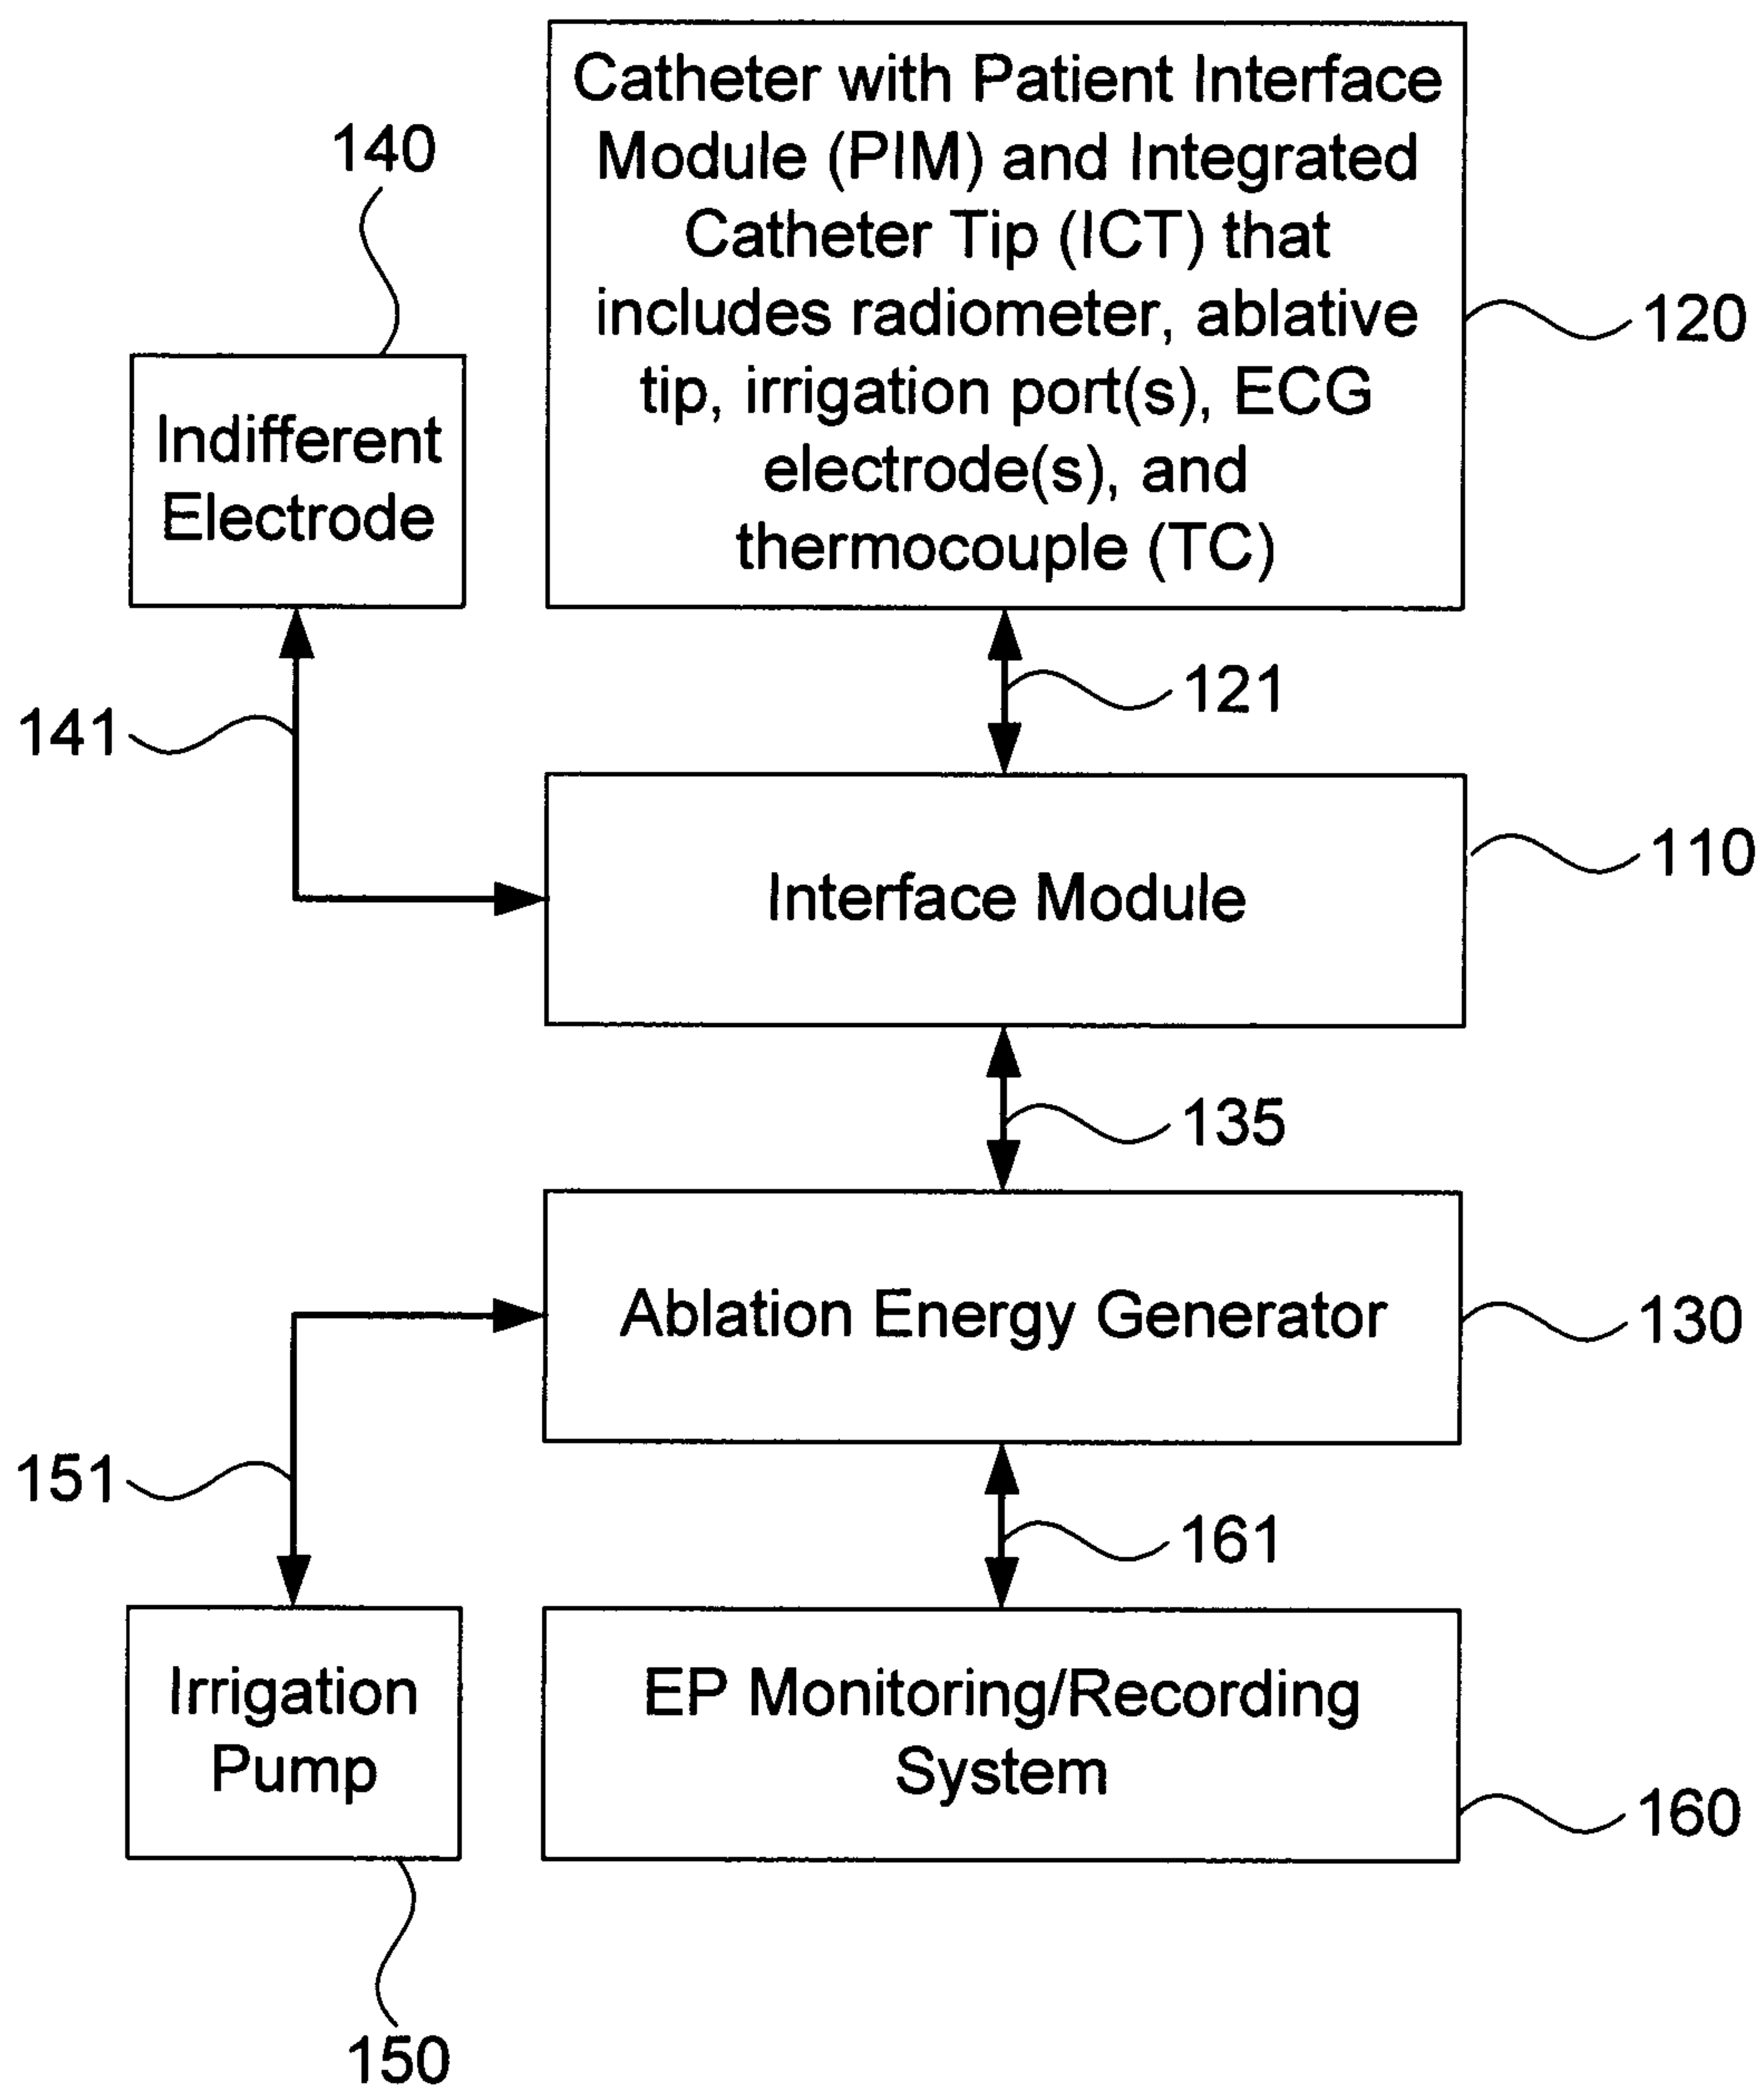 Catheter with Patient Interface
Module (PIM) and Integrated
Catheter Tip (ICT) that
includes radiometer, ablative
tip, irrigation port(s), ECG
electrode(s), and
thermocouple (TC)
120
140
Indifferent
Electrode
141
121
Interface Module
110
135
Ablation Energy Generator
130
151
161
Irrigation
Pump
150
EP Monitoring/Recording
System
160